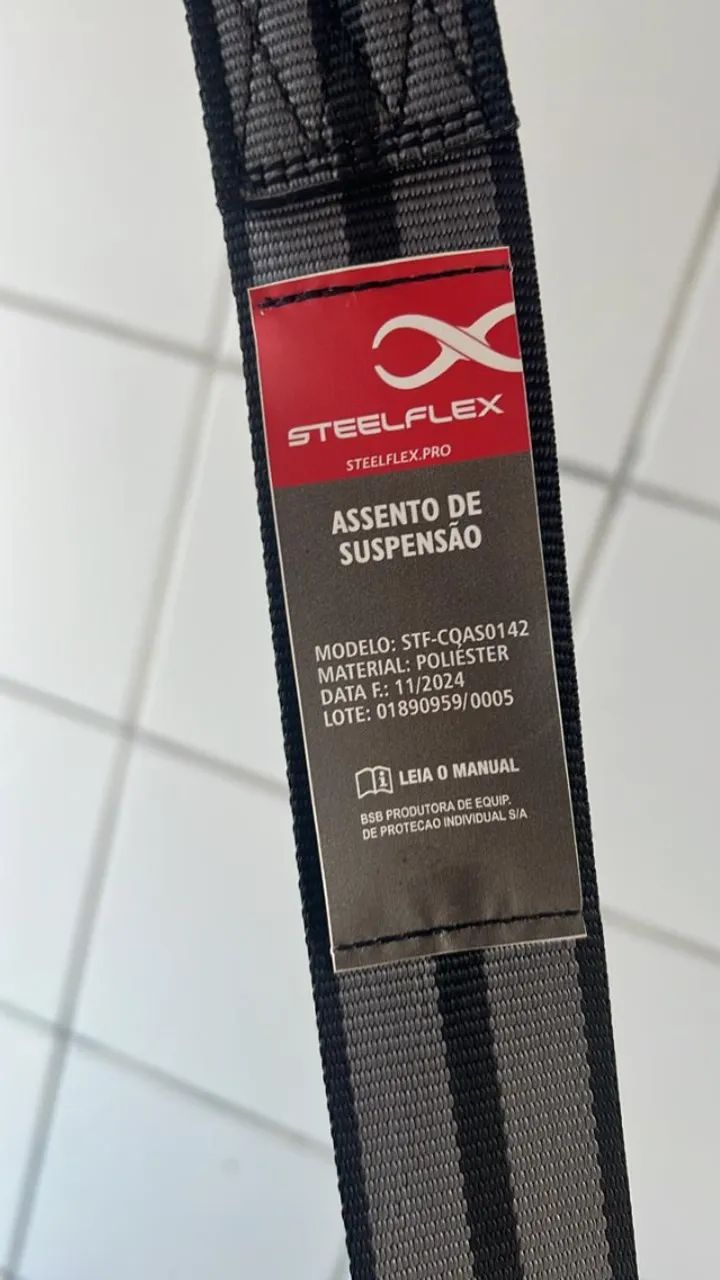 STEELFLEX
STEELFLEX.PRO
ASSENTO DE
SUSPENSÃO
MODELO: STF-CQAS0142
MATERIAL: POLIÉSTER
DATA F.: 11/2024
LOTE: 01890959/0005
LEIA O MANUAL
BSB PRODUTORA DE EQUIP.
DE PROTECAO INDIVIDUAL S/A